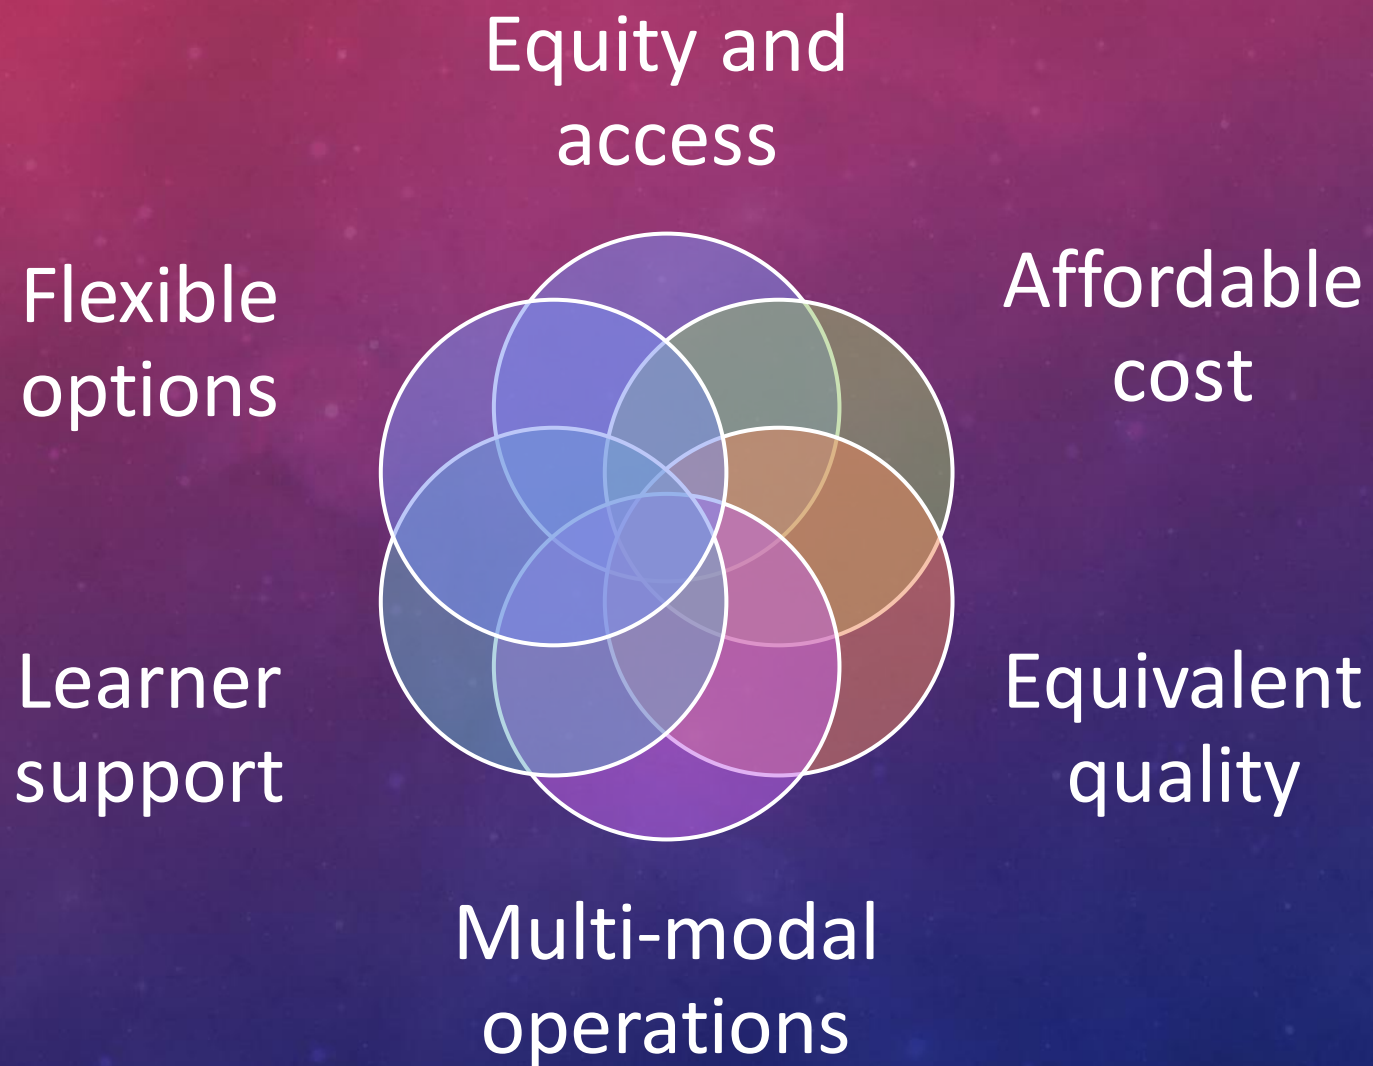 Equity and
access
Flexible
options
Affordable
cost
Learner
support
Equivalent
quality
Multi-modal
operations